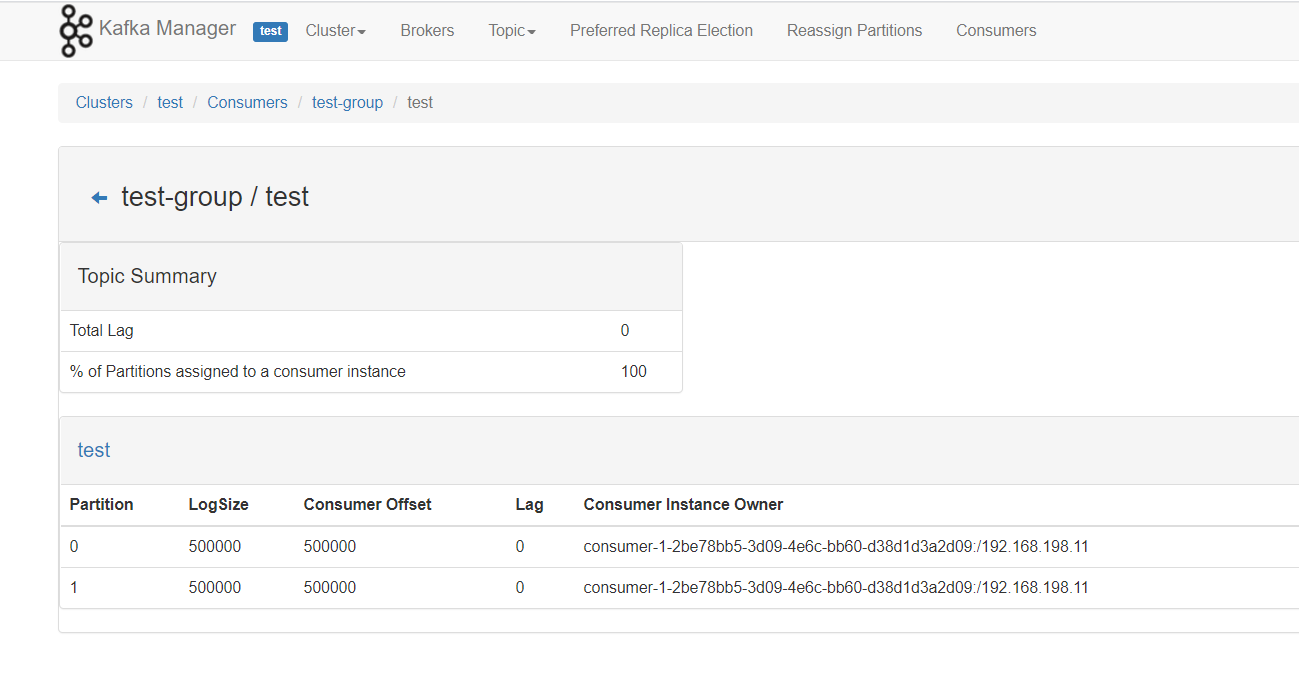 Kafka Manager test Cluster Brokers Topic Preferred Replica Election Reassign Partitions Consumers
Clusters / test / Consumers / test-group / test
test-group / test
Topic Summary
Total Lag 0
% of Partitions assigned to a consumer instance 100
test
Partition LogSize Consumer Offset Lag Consumer Instance Owner
0 500000 500000 0 consumer-1-2be78bb5-3d09-4e6c-bb60-d38d1d3a2d09:/192.168.198.11
1 500000 500000 0 consumer-1-2be78bb5-3d09-4e6c-bb60-d38d1d3a2d09:/192.168.198.11